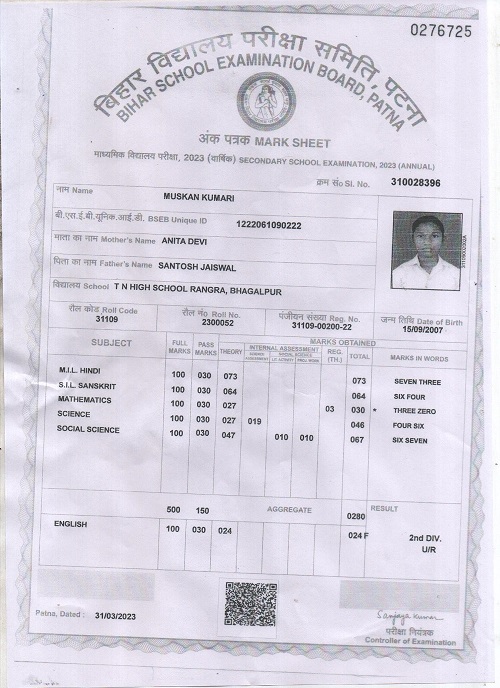 0276725
बिहार विद्यालय परीक्षा समिति, पटना
BIHAR SCHOOL EXAMINATION BOARD, PATNA
अंक पत्रक MARK SHEET
माध्यमिक विद्यालय परीक्षा, 2023 (वार्षिक) SECONDARY SCHOOL EXAMINATION, 2023 (ANNUAL)
क्रम सं० Sl. No. 310028396
नाम Name MUSKAN KUMARI
बी.एस.ई.बी.यूनिक.आई.डी. BSEB Unique ID 1222061090222
माता का नाम Mother's Name ANITA DEVI
पिता का नाम Father's Name SANTOSH JAISWAL
विद्यालय School T N HIGH SCHOOL RANGRA, BHAGALPUR
रौल कोड Roll Code रौल नं० Roll No. पंजीयन संख्या Reg. No. जन्म तिथि Date of Birth
31109 2300052 31109-00200-22 15/09/2007
SUBJECT FULL MARKS PASS MARKS THEORY INTERNAL ASSESSMENT REG. (TH.) MARKS OBTAINED TOTAL MARKS IN WORDS
M.I.L. HINDI 100 030 073 073 SEVEN THREE
S.I.L. SANSKRIT 100 030 064 064 SIX FOUR
MATHEMATICS 100 030 027 03 030 * THREE ZERO
SCIENCE 100 030 027 019 046 FOUR SIX
SOCIAL SCIENCE 100 030 047 010 010 067 SIX SEVEN
500 150 AGGREGATE 0280 RESULT
ENGLISH 100 030 024 024 F 2nd DIV.
U/R
Patna, Dated : 31/03/2023
Sanjay Kumar
परीक्षा नियंत्रक
Controller of Examination